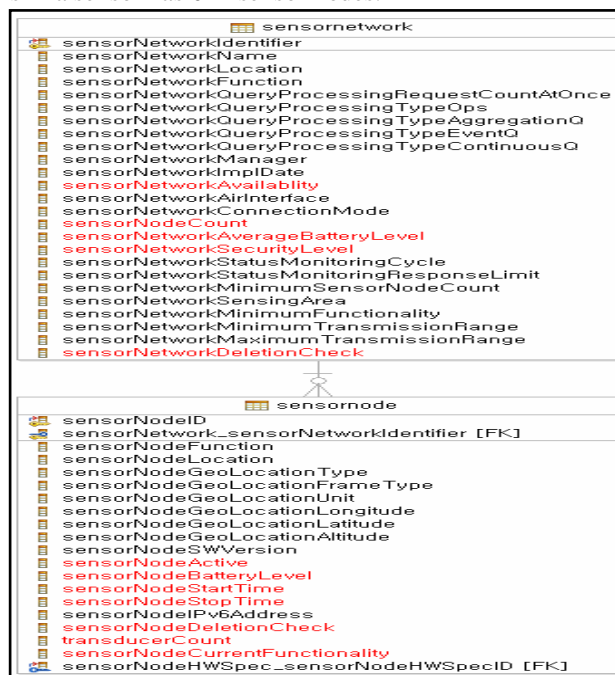 sensornetwork
sensorNetworkIdentifier
sensorNetworkName
sensorNetworkLocation
sensorNetworkFunction
sensorNetworkQueryProcessingRequestCountAtOnce
sensorNetworkQueryProcessingTypeOps
sensorNetworkQueryProcessingTypeAggregationQ
sensorNetworkQueryProcessingTypeEventQ
sensorNetworkQueryProcessingTypeContinuousQ
sensorNetworkManager
sensorNetworkImplDate
sensorNetworkAvailablity
sensorNetworkAirInterface
sensorNetworkConnectionMode
sensorNodeCount
sensorNetworkAverageBatteryLevel
sensorNetworkSecurityLevel
sensorNetworkStatusMonitoringCycle
sensorNetworkStatusMonitoringResponseLimit
sensorNetworkMinimumSensorNodeCount
sensorNetworkSensingArea
sensorNetworkMinimumFunctionality
sensorNetworkMinimumTransmissionRange
sensorNetworkMaximumTransmissionRange
sensorNetworkDeletionCheck
sensornode
sensorNodeID
sensorNetwork_sensorNetworkIdentifier [FK]
sensorNodeFunction
sensorNodeLocation
sensorNodeGeoLocationType
sensorNodeGeoLocationFrameType
sensorNodeGeoLocationUnit
sensorNodeGeoLocationLongitude
sensorNodeGeoLocationLatitude
sensorNodeGeoLocationAltitude
sensorNodeSWVersion
sensorNodeActive
sensorNodeBatteryLevel
sensorNodeStartTime
sensorNodeStopTime
sensorNodeIPv6Address
sensorNodeDeletionCheck
transducerCount
sensorNodeCurrentFunctionality
sensorNodeHWSpec_sensorNodeHWSpecID [FK]